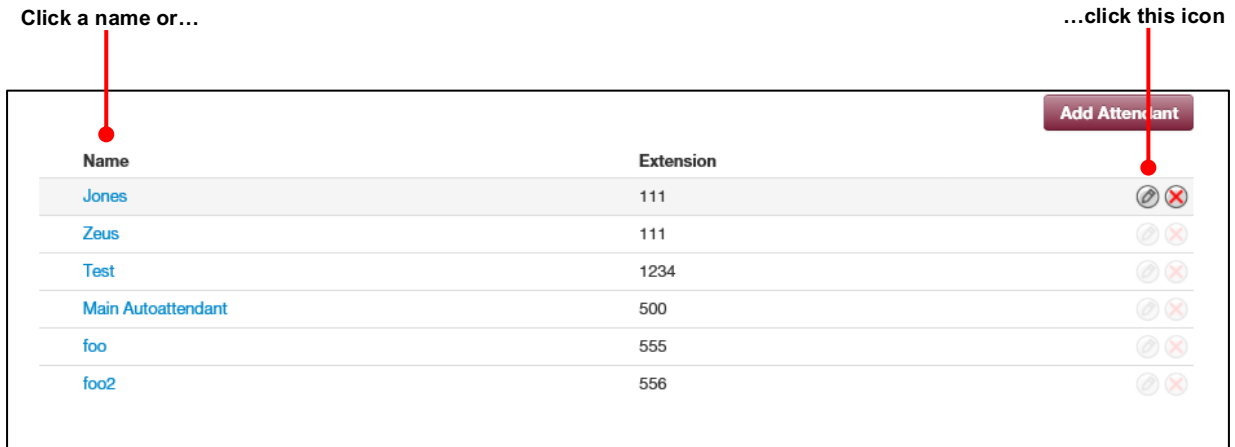 Click a name or…
…click this icon
Add Attendant
Name Extension
Jones 111
Zeus 111
Test 1234
Main Autoattendant 500
foo 555
foo2 556